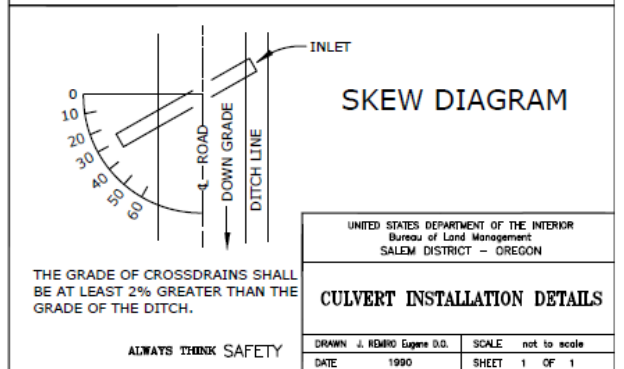 INLET
SKEW DIAGRAM
0
10
20
30
40
50
60
℄ ROAD
DOWN GRADE
DITCH LINE
THE GRADE OF CROSSDRAINS SHALL
BE AT LEAST 2% GREATER THAN THE
GRADE OF THE DITCH.
ALWAYS THINK SAFETY
UNITED STATES DEPARTMENT OF THE INTERIOR
Bureau of Land Management
SALEM DISTRICT - OREGON
CULVERT INSTALLATION DETAILS
DRAWN J. REMIRO Eugene D.O. SCALE not to scale
DATE 1990 SHEET 1 OF 1